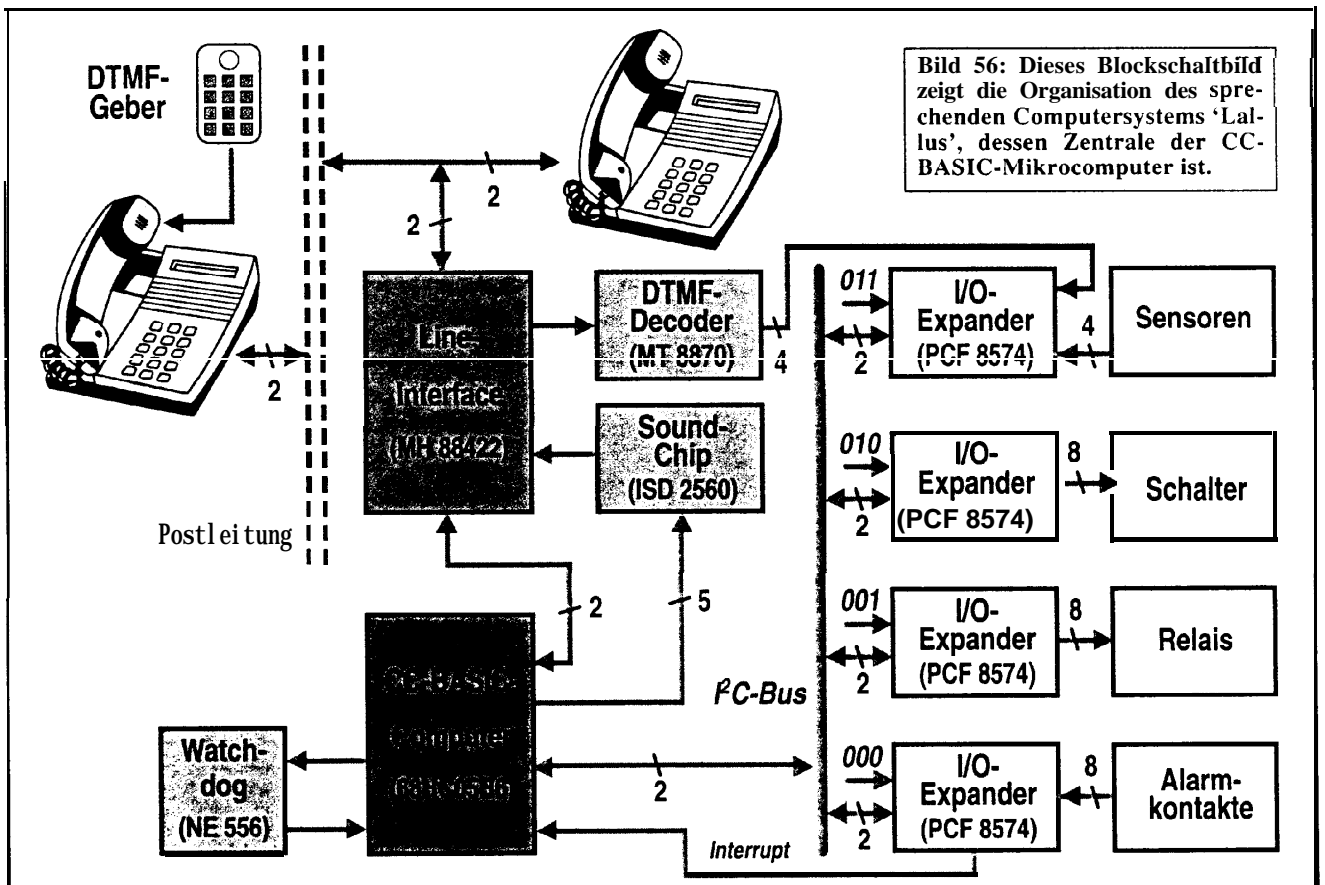 DTMF-
Geber
Bild 56: Dieses Blockschaltbild
zeigt die Organisation des spre-
chenden Computersystems 'Lal-
lus', dessen Zentrale der CC-
BASIC-Mikrocomputer ist.
2
2
2
Postleitung
Line
Interface
(MH 88422)
DTMF-
Decoder
(MT 8870)
4
Sound-
Chip
(ISD 2560)
2
5
CC-BASIC-
Computer
Watch-
dog
(NE 556)
2
Interrupt
I²C-Bus
011
2
I/O-
Expander
(PCF 8574)
4
Sensoren
010
2
I/O-
Expander
(PCF 8574)
8
Schalter
001
2
I/O-
Expander
(PCF 8574)
8
Relais
000
2
I/O-
Expander
(PCF 8574)
8
Alarm-
kontakte